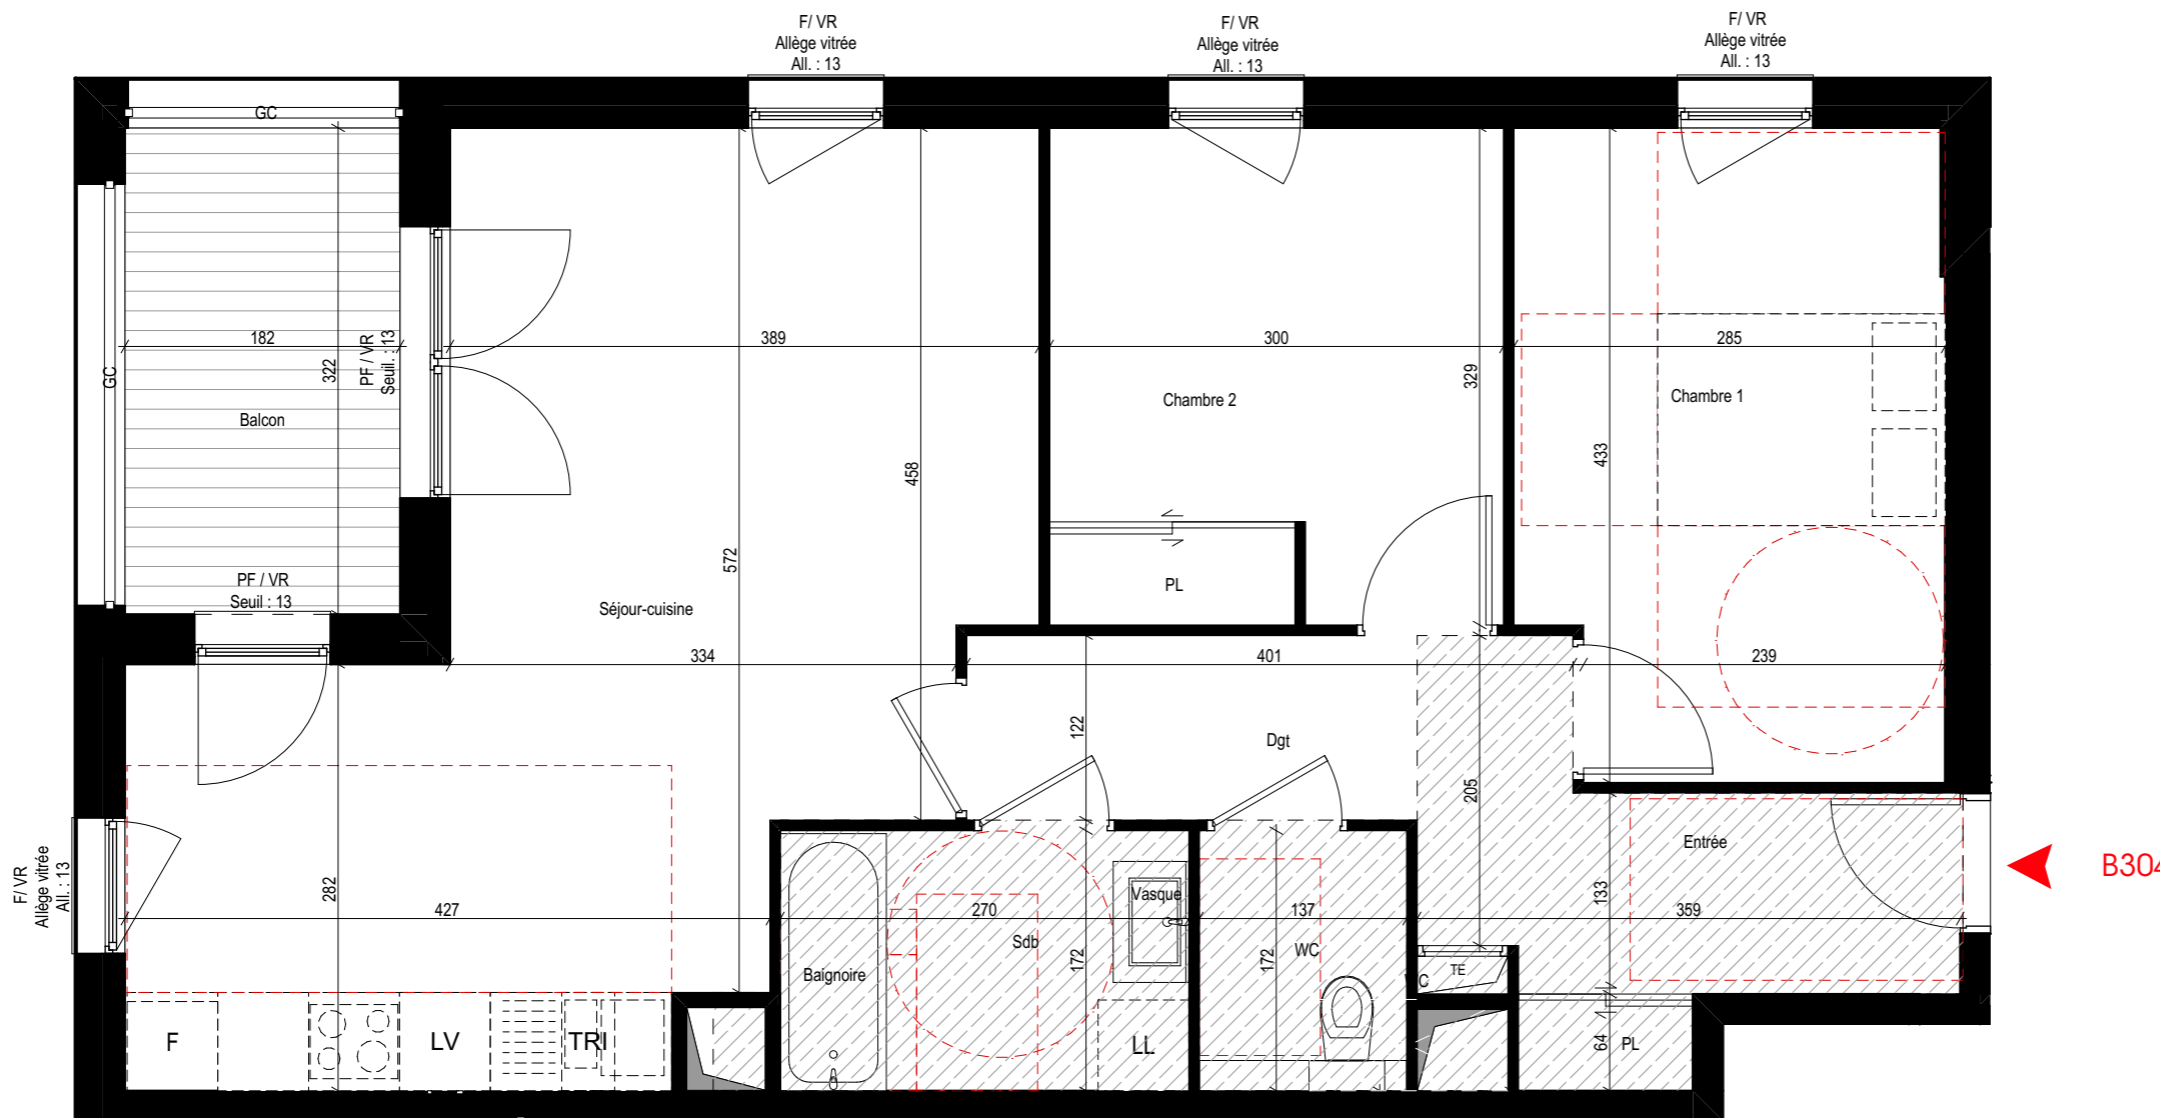 F/ VR
Allège vitrée
All. : 13
F/ VR
Allège vitrée
All. : 13
F/ VR
Allège vitrée
All. : 13
GC
GC
182
322
Balcon
PF / VR
Seuil : 13
PF / VR
Seuil : 13
389
458
572
Séjour-cuisine
334
300
329
Chambre 2
PL
285
433
Chambre 1
401
239
122
Dgt
205
Entrée
133
359
B304
F/ VR
Allège vitrée
All. : 13
282
427
270
Sdb
172
Vasque
Baignoire
LL
137
WC
172
TE
C
64
PL
F
LV
TRI